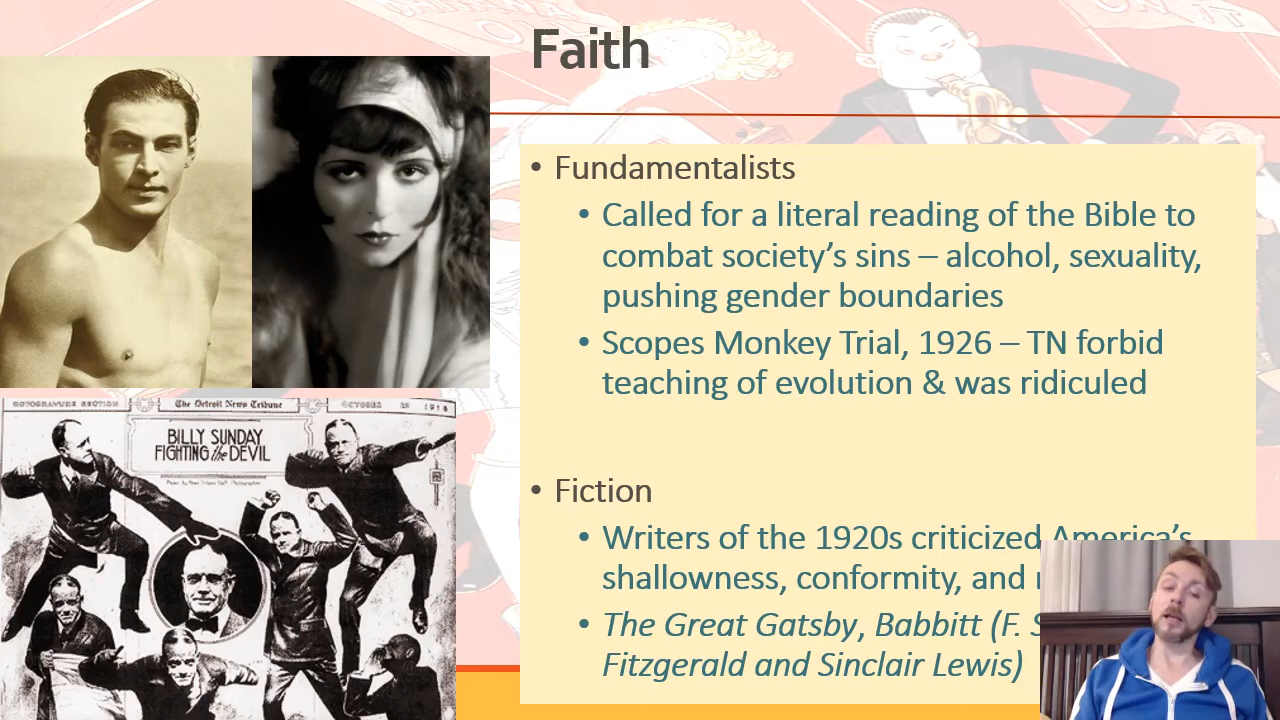 Faith
• Fundamentalists
• Called for a literal reading of the Bible to
combat society's sins – alcohol, sexuality,
pushing gender boundaries
• Scopes Monkey Trial, 1926 – TN forbid
teaching of evolution & was ridiculed
• Fiction
• Writers of the 1920s criticized America's
shallowness, conformity, and
• The Great Gatsby, Babbitt (F.
Fitzgerald and Sinclair Lewis)
ROTOGRAVURE SECTION
The Detroit News Tribune
OCTOBER
BILLY SUNDAY
FIGHTING the DEVIL
ON IT